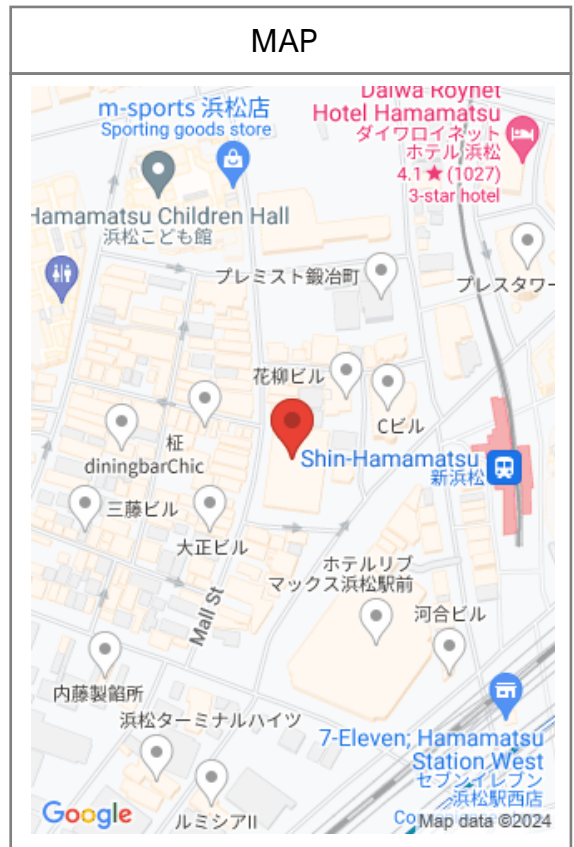 MAP
Daiwa Roynet
Hotel Hamamatsu
ダイワロイネット
ホテル 浜松
4.1★(1027)
3-star hotel
m-sports 浜松店
Sporting goods store
Hamamatsu Children Hall
浜松こども館
プレミスト鍛冶町
プレスタワー
花柳ビル
Cビル
柾
diningbarChic
Shin-Hamamatsu
新浜松
三藤ビル
大正ビル
ホテルリブ
マックス浜松駅前
Mall St
河合ビル
内藤製餡所
浜松ターミナルハイツ
7-Eleven; Hamamatsu
Station West
セブンイレブン
浜松駅西店
ルミシアII
Google
Map data ©2024